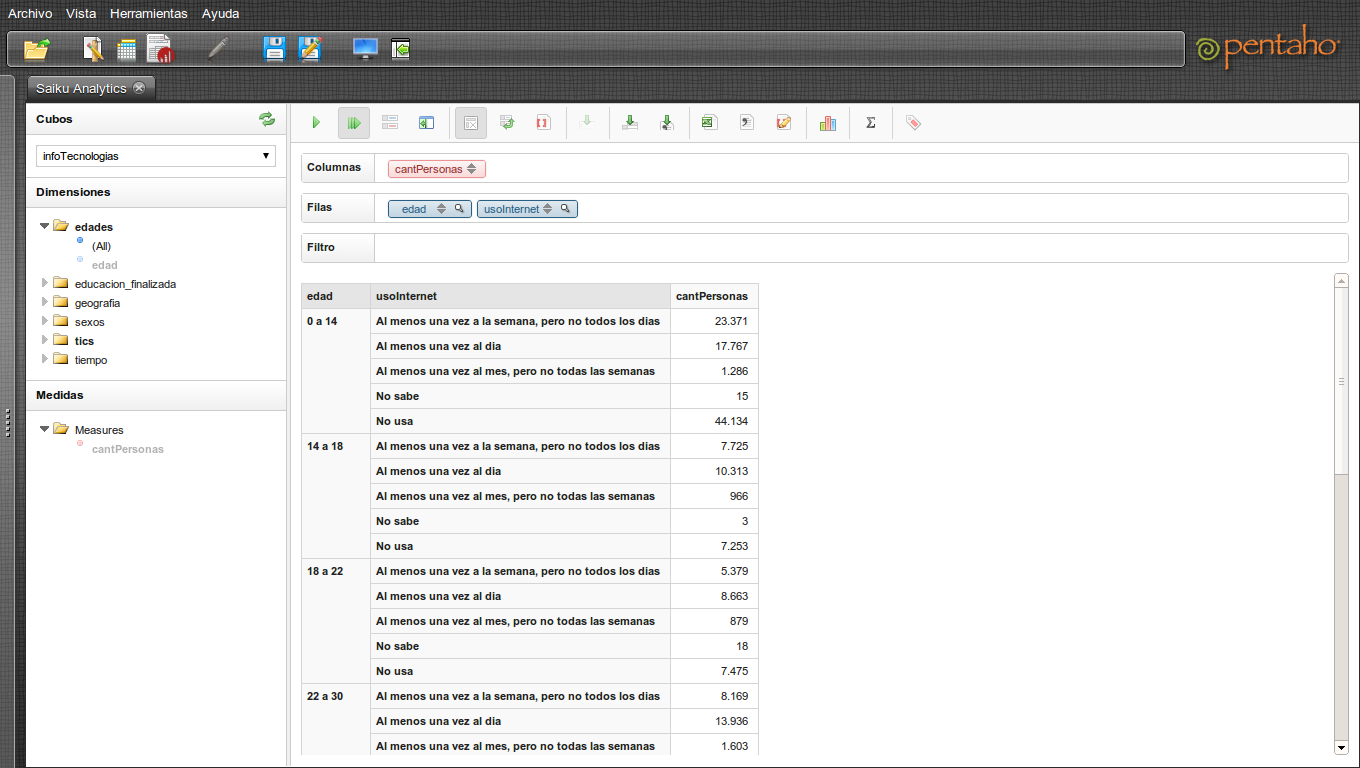 Archivo Vista Herramientas Ayuda
pentaho
Saiku Analytics
Cubos
infoTecnologias
Dimensiones
edades
(All)
edad
educacion_finalizada
geografia
sexos
tics
tiempo
Medidas
Measures
cantPersonas
Columnas cantPersonas
Filas edad usoInternet
Filtro
edad usoInternet cantPersonas
0 a 14 Al menos una vez a la semana, pero no todos los dias 23.371
Al menos una vez al dia 17.767
Al menos una vez al mes, pero no todas las semanas 1.286
No sabe 15
No usa 44.134
14 a 18 Al menos una vez a la semana, pero no todos los dias 7.725
Al menos una vez al dia 10.313
Al menos una vez al mes, pero no todas las semanas 966
No sabe 3
No usa 7.253
18 a 22 Al menos una vez a la semana, pero no todos los dias 5.379
Al menos una vez al dia 8.663
Al menos una vez al mes, pero no todas las semanas 879
No sabe 18
No usa 7.475
22 a 30 Al menos una vez a la semana, pero no todos los dias 8.169
Al menos una vez al dia 13.936
Al menos una vez al mes, pero no todas las semanas 1.603